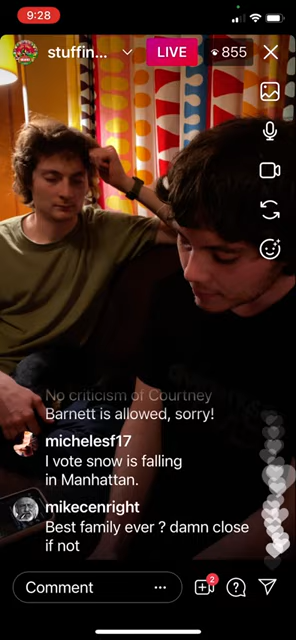 9:28
stuffin...
LIVE
855
No criticism of Courtney
Barnett is allowed, sorry!
michelesf17
I vote snow is falling
in Manhattan.
mikecenright
Best family ever ? damn close
if not
Comment
2